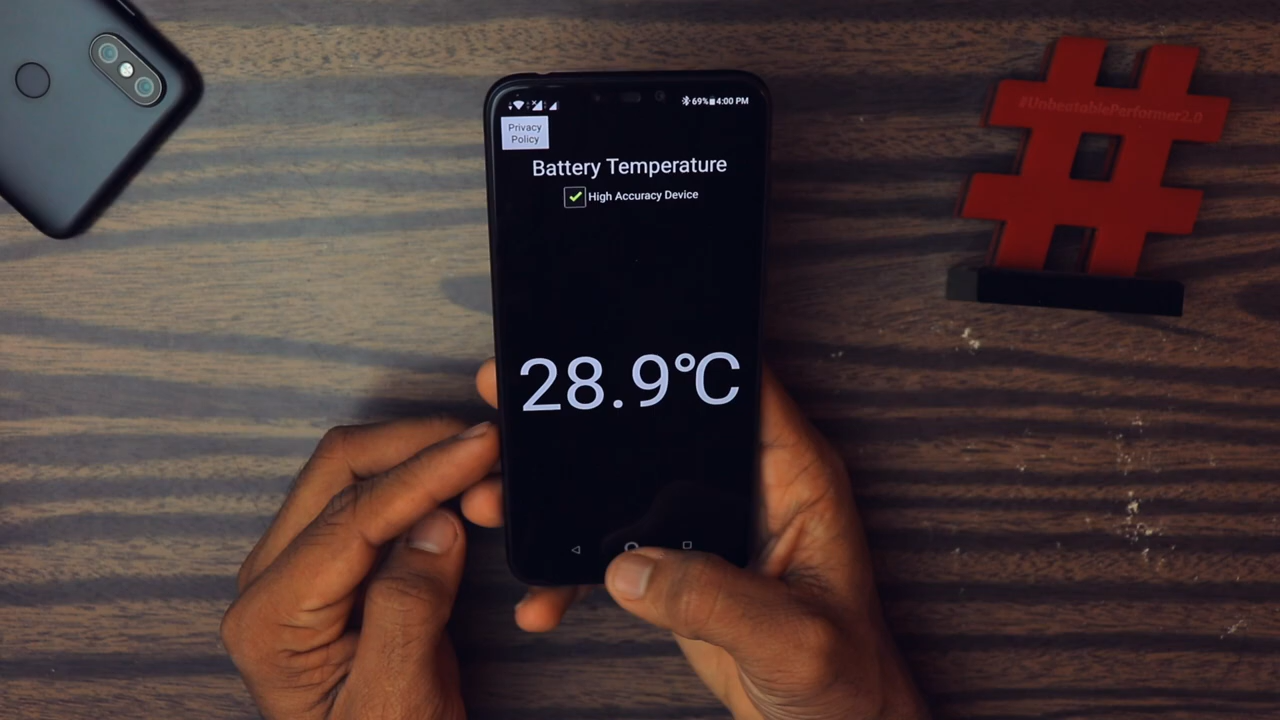 69% 4:00 PM
Privacy
Policy
Battery Temperature
High Accuracy Device
28.9°C
#UnbeatablePerformer2.0